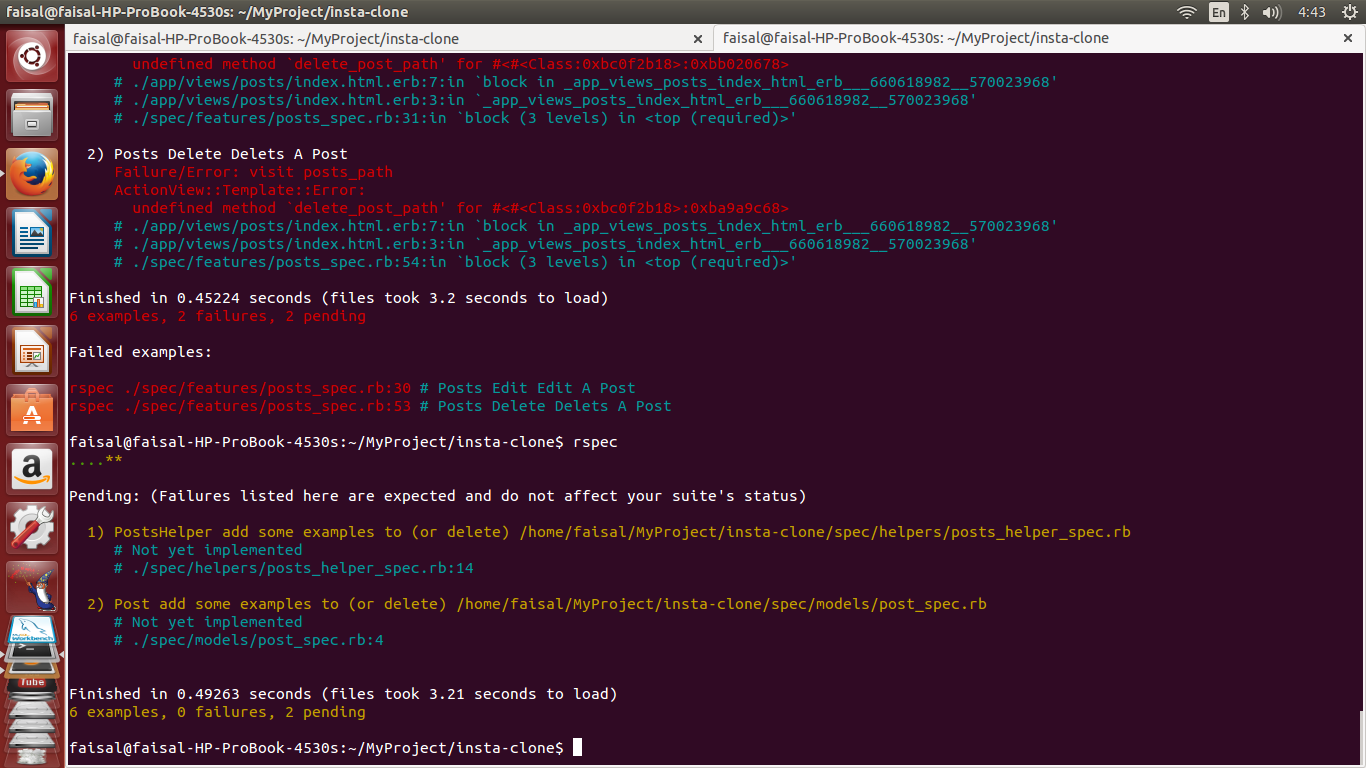 faisal@faisal-HP-ProBook-4530s: ~/MyProject/insta-clone
En
4:43
faisal@faisal-HP-ProBook-4530s: ~/MyProject/insta-clone ×
faisal@faisal-HP-ProBook-4530s: ~/MyProject/insta-clone ×
undefined method `delete_post_path' for #<#<Class:0xbc0f2b18>:0xbb020678>
# ./app/views/posts/index.html.erb:7:in `block in _app_views_posts_index_html_erb___660618982__570023968'
# ./app/views/posts/index.html.erb:3:in `_app_views_posts_index_html_erb___660618982__570023968'
# ./spec/features/posts_spec.rb:31:in `block (3 levels) in <top (required)>'
2) Posts Delete Delets A Post
Failure/Error: visit posts_path
ActionView::Template::Error:
undefined method `delete_post_path' for #<#<Class:0xbc0f2b18>:0xba9a9c68>
# ./app/views/posts/index.html.erb:7:in `block in _app_views_posts_index_html_erb___660618982__570023968'
# ./app/views/posts/index.html.erb:3:in `_app_views_posts_index_html_erb___660618982__570023968'
# ./spec/features/posts_spec.rb:54:in `block (3 levels) in <top (required)>'
Finished in 0.45224 seconds (files took 3.2 seconds to load)
6 examples, 2 failures, 2 pending
Failed examples:
rspec ./spec/features/posts_spec.rb:30 # Posts Edit Edit A Post
rspec ./spec/features/posts_spec.rb:53 # Posts Delete Delets A Post
faisal@faisal-HP-ProBook-4530s:~/MyProject/insta-clone$ rspec
....**
Pending: (Failures listed here are expected and do not affect your suite's status)
1) PostsHelper add some examples to (or delete) /home/faisal/MyProject/insta-clone/spec/helpers/posts_helper_spec.rb
# Not yet implemented
# ./spec/helpers/posts_helper_spec.rb:14
2) Post add some examples to (or delete) /home/faisal/MyProject/insta-clone/spec/models/post_spec.rb
# Not yet implemented
# ./spec/models/post_spec.rb:4
Finished in 0.49263 seconds (files took 3.21 seconds to load)
6 examples, 0 failures, 2 pending
faisal@faisal-HP-ProBook-4530s:~/MyProject/insta-clone$
a
Workbench
Tube